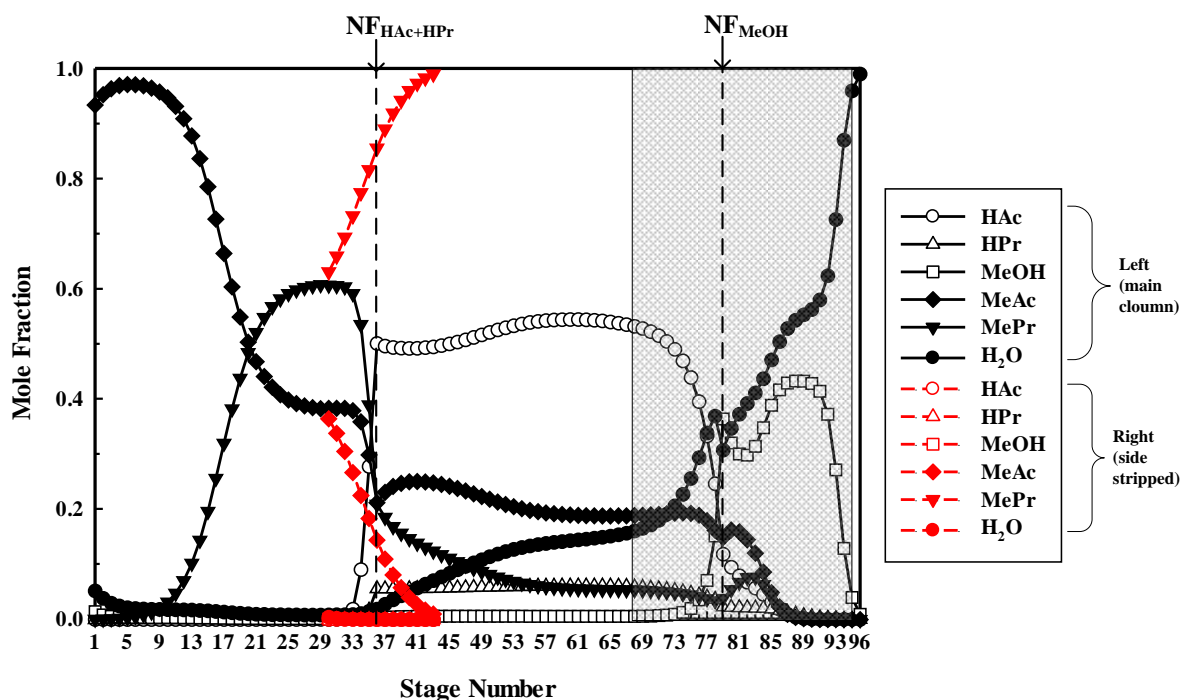 NF_HAc+HPr NF_MeOH
1.0
0.8
0.6
0.4
0.2
0.0
Mole Fraction
1 5 9 13 17 21 25 29 33 37 41 45 49 53 57 61 65 69 73 77 81 85 89 93 96
Stage Number
HAc
HPr
MeOH
MeAc
MePr
H₂O
Left
(main
cloumn)
HAc
HPr
MeOH
MeAc
MePr
H₂O
Right
(side
stripped)